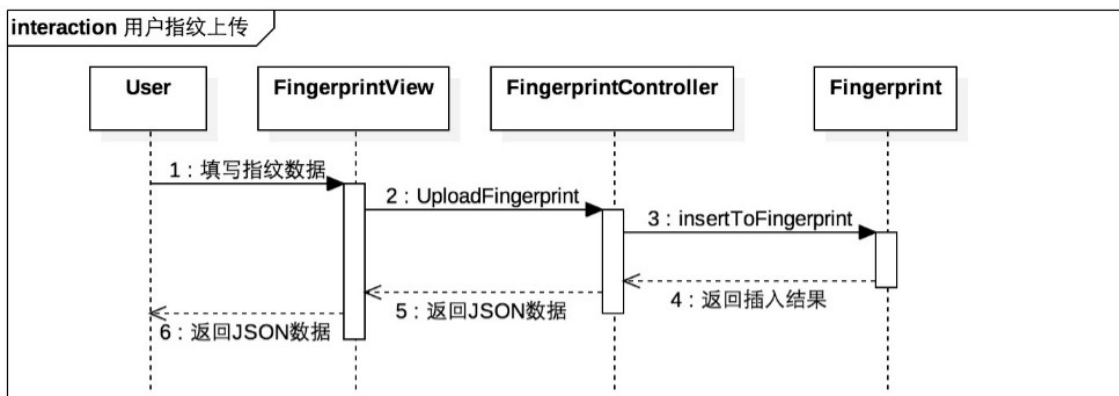 interaction 用户指纹上传
User
FingerprintView
FingerprintController
Fingerprint
1：填写指纹数据
2：UploadFingerprint
3：insertToFingerprint
4：返回插入结果
5：返回JSON数据
6：返回JSON数据